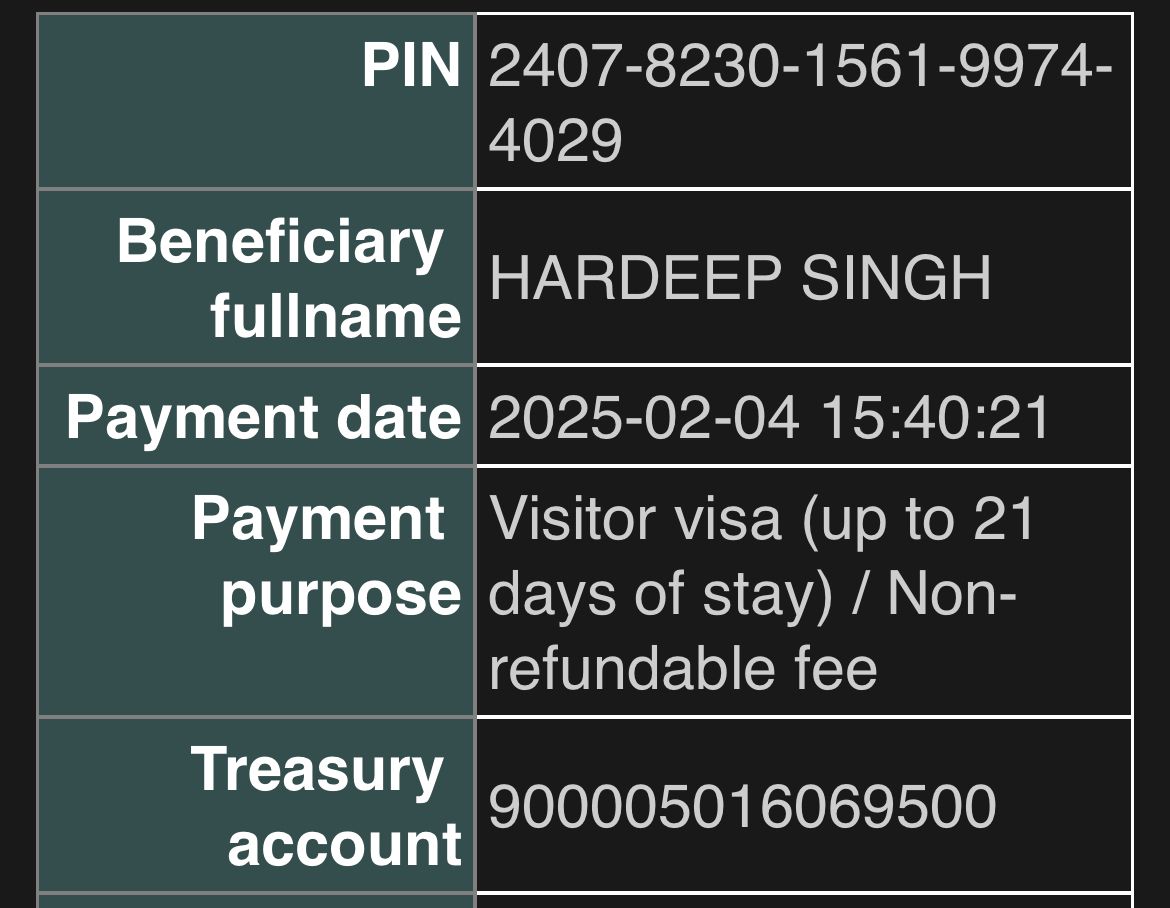 PIN
2407-8230-1561-9974-
4029
Beneficiary
fullname
HARDEEP SINGH
Payment date
2025-02-04 15:40:21
Payment
purpose
Visitor visa (up to 21
days of stay) / Non-
refundable fee
Treasury
account
900005016069500